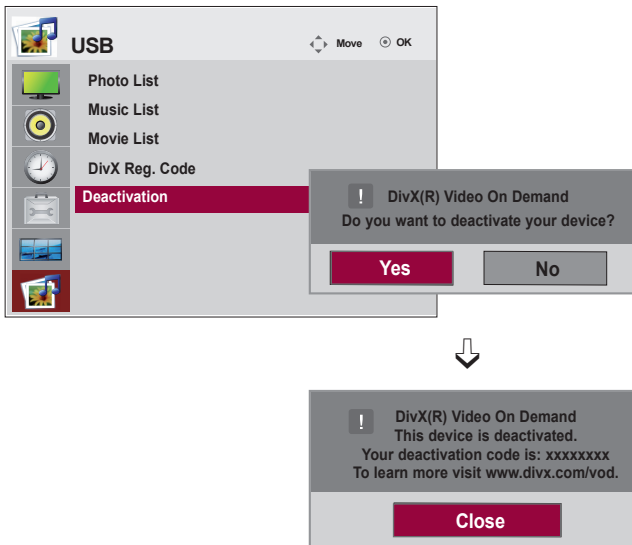 USB
Move OK
Photo List
Music List
Movie List
DivX Reg. Code
Deactivation
! DivX(R) Video On Demand
Do you want to deactivate your device?
Yes No
! DivX(R) Video On Demand
This device is deactivated.
Your deactivation code is: xxxxxxxx
To learn more visit www.divx.com/vod.
Close